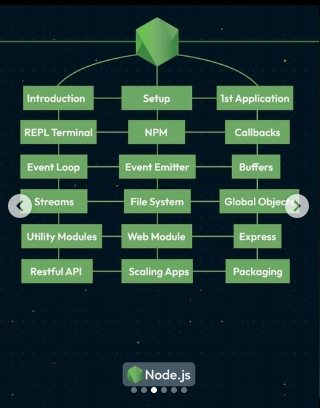 Introduction Setup 1st Application
REPL Terminal NPM Callbacks
Event Loop Event Emitter Buffers
Streams File System Global Objects
Utility Modules Web Module Express
Restful API Scaling Apps Packaging
Node.js